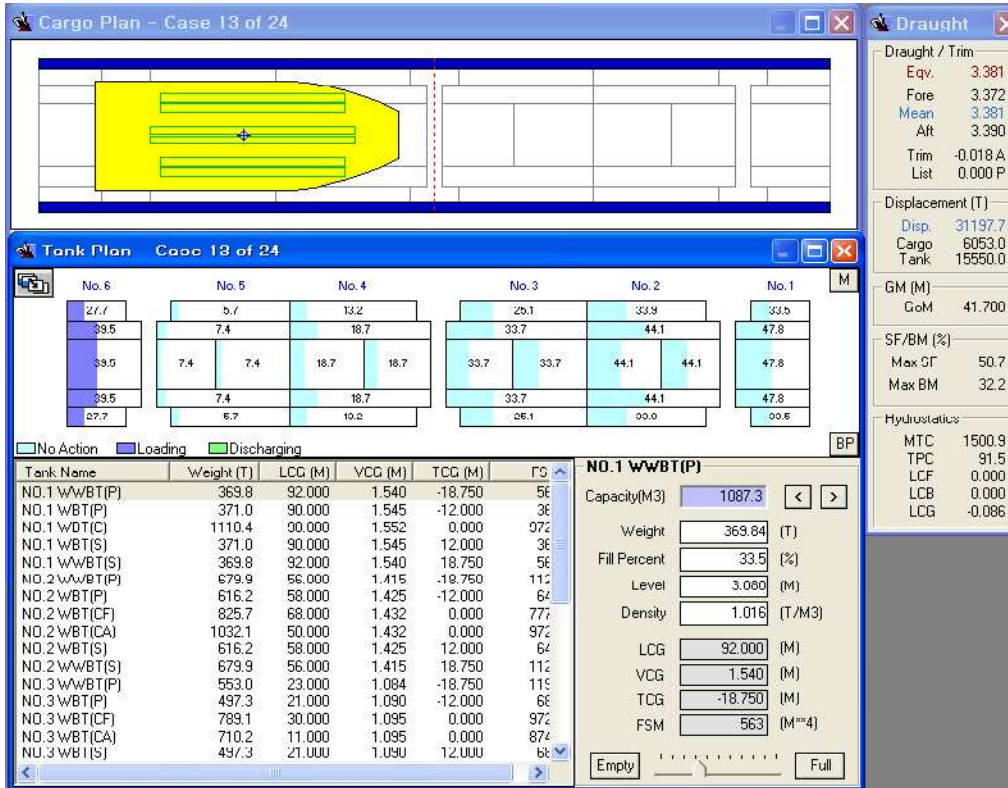 Cargo Plan - Case 13 of 24
Tank Plan Case 13 of 24
No. 6 No. 5 No. 4 No. 3 No. 2 No. 1 M
27.7 5.7 13.2 25.1 33.9 33.5
39.5 7.4 18.7 33.7 44.1 47.8
39.5 7.4 7.4 18.7 18.7 33.7 33.7 44.1 44.1 47.8
39.5 7.4 18.7 33.7 44.1 47.8
27.7 5.7 25.1
No Action Loading Discharging BP
Tank Name Weight (T) LCG (M) VCG (M) TCG (M) FS
NO.1 WWBT(P) 369.8 92.000 1.540 -18.750 56
NO.1 WBT(P) 371.0 90.000 1.545 -12.000 36
NO.1 1110.4 90.000 1.552 0.000 972
NO.1 WBT(S) 371.0 90.000 1.545 12.000 36
NO.1 WWBT(S) 369.8 92.000 1.540 18.750 56
NO.2 WWBT(P) 679.9 56.000 1.415 112
NO.2 WBT(P) 616.2 58.000 1.425 -12.000 64
NO.2 WBT(CF) 825.7 68.000 1.432 0.000 777
NO.2 WBT(CA) 1032.1 50.000 1.432 0.000 972
NO.2 WBT(S) 616.2 58.000 1.425 12.000 64
NO.2 WWBT(S) 679.9 56.000 1.415 18.750 112
NO.3 WWBT(P) 553.0 23.000 1.084 -18.750 119
NO.3 WBT(P) 497.3 21.000 1.090 -12.000 68
NO.3 WBT(CF) 789.1 30.000 1.095 0.000 972
NO.3 WBT(CA) 710.2 11.000 1.095 0.000 874
NO.3 WBT(S) 497.3 21.000 1.090 12.000 68
NO.1 WWBT(P)
Capacity(M3) 1087.3 < >
Weight 369.84 (T)
Fill Percent 33.5 (%)
Level 3.080 (M)
Density 1.016 (T/M3)
LCG 92.000 (M)
VCG 1.540 (M)
TCG -18.750 (M)
FSM 563 (M**4)
Empty Full
Draught
Draught / Trim
Eqv. 3.381
Fore 3.372
Mean 3.381
Aft 3.390
Trim -0.018 A
List 0.000 P
Displacement (T)
Disp. 31197.7
Cargo 6053.0
Tank 15550.0
GM (M)
GoM 41.700
SF/BM (%)
Max SF 50.7
Max BM 32.2
Hydrostatics
MTC 1500.9
TPC 91.5
LCF 0.000
LCB 0.000
LCG -0.086